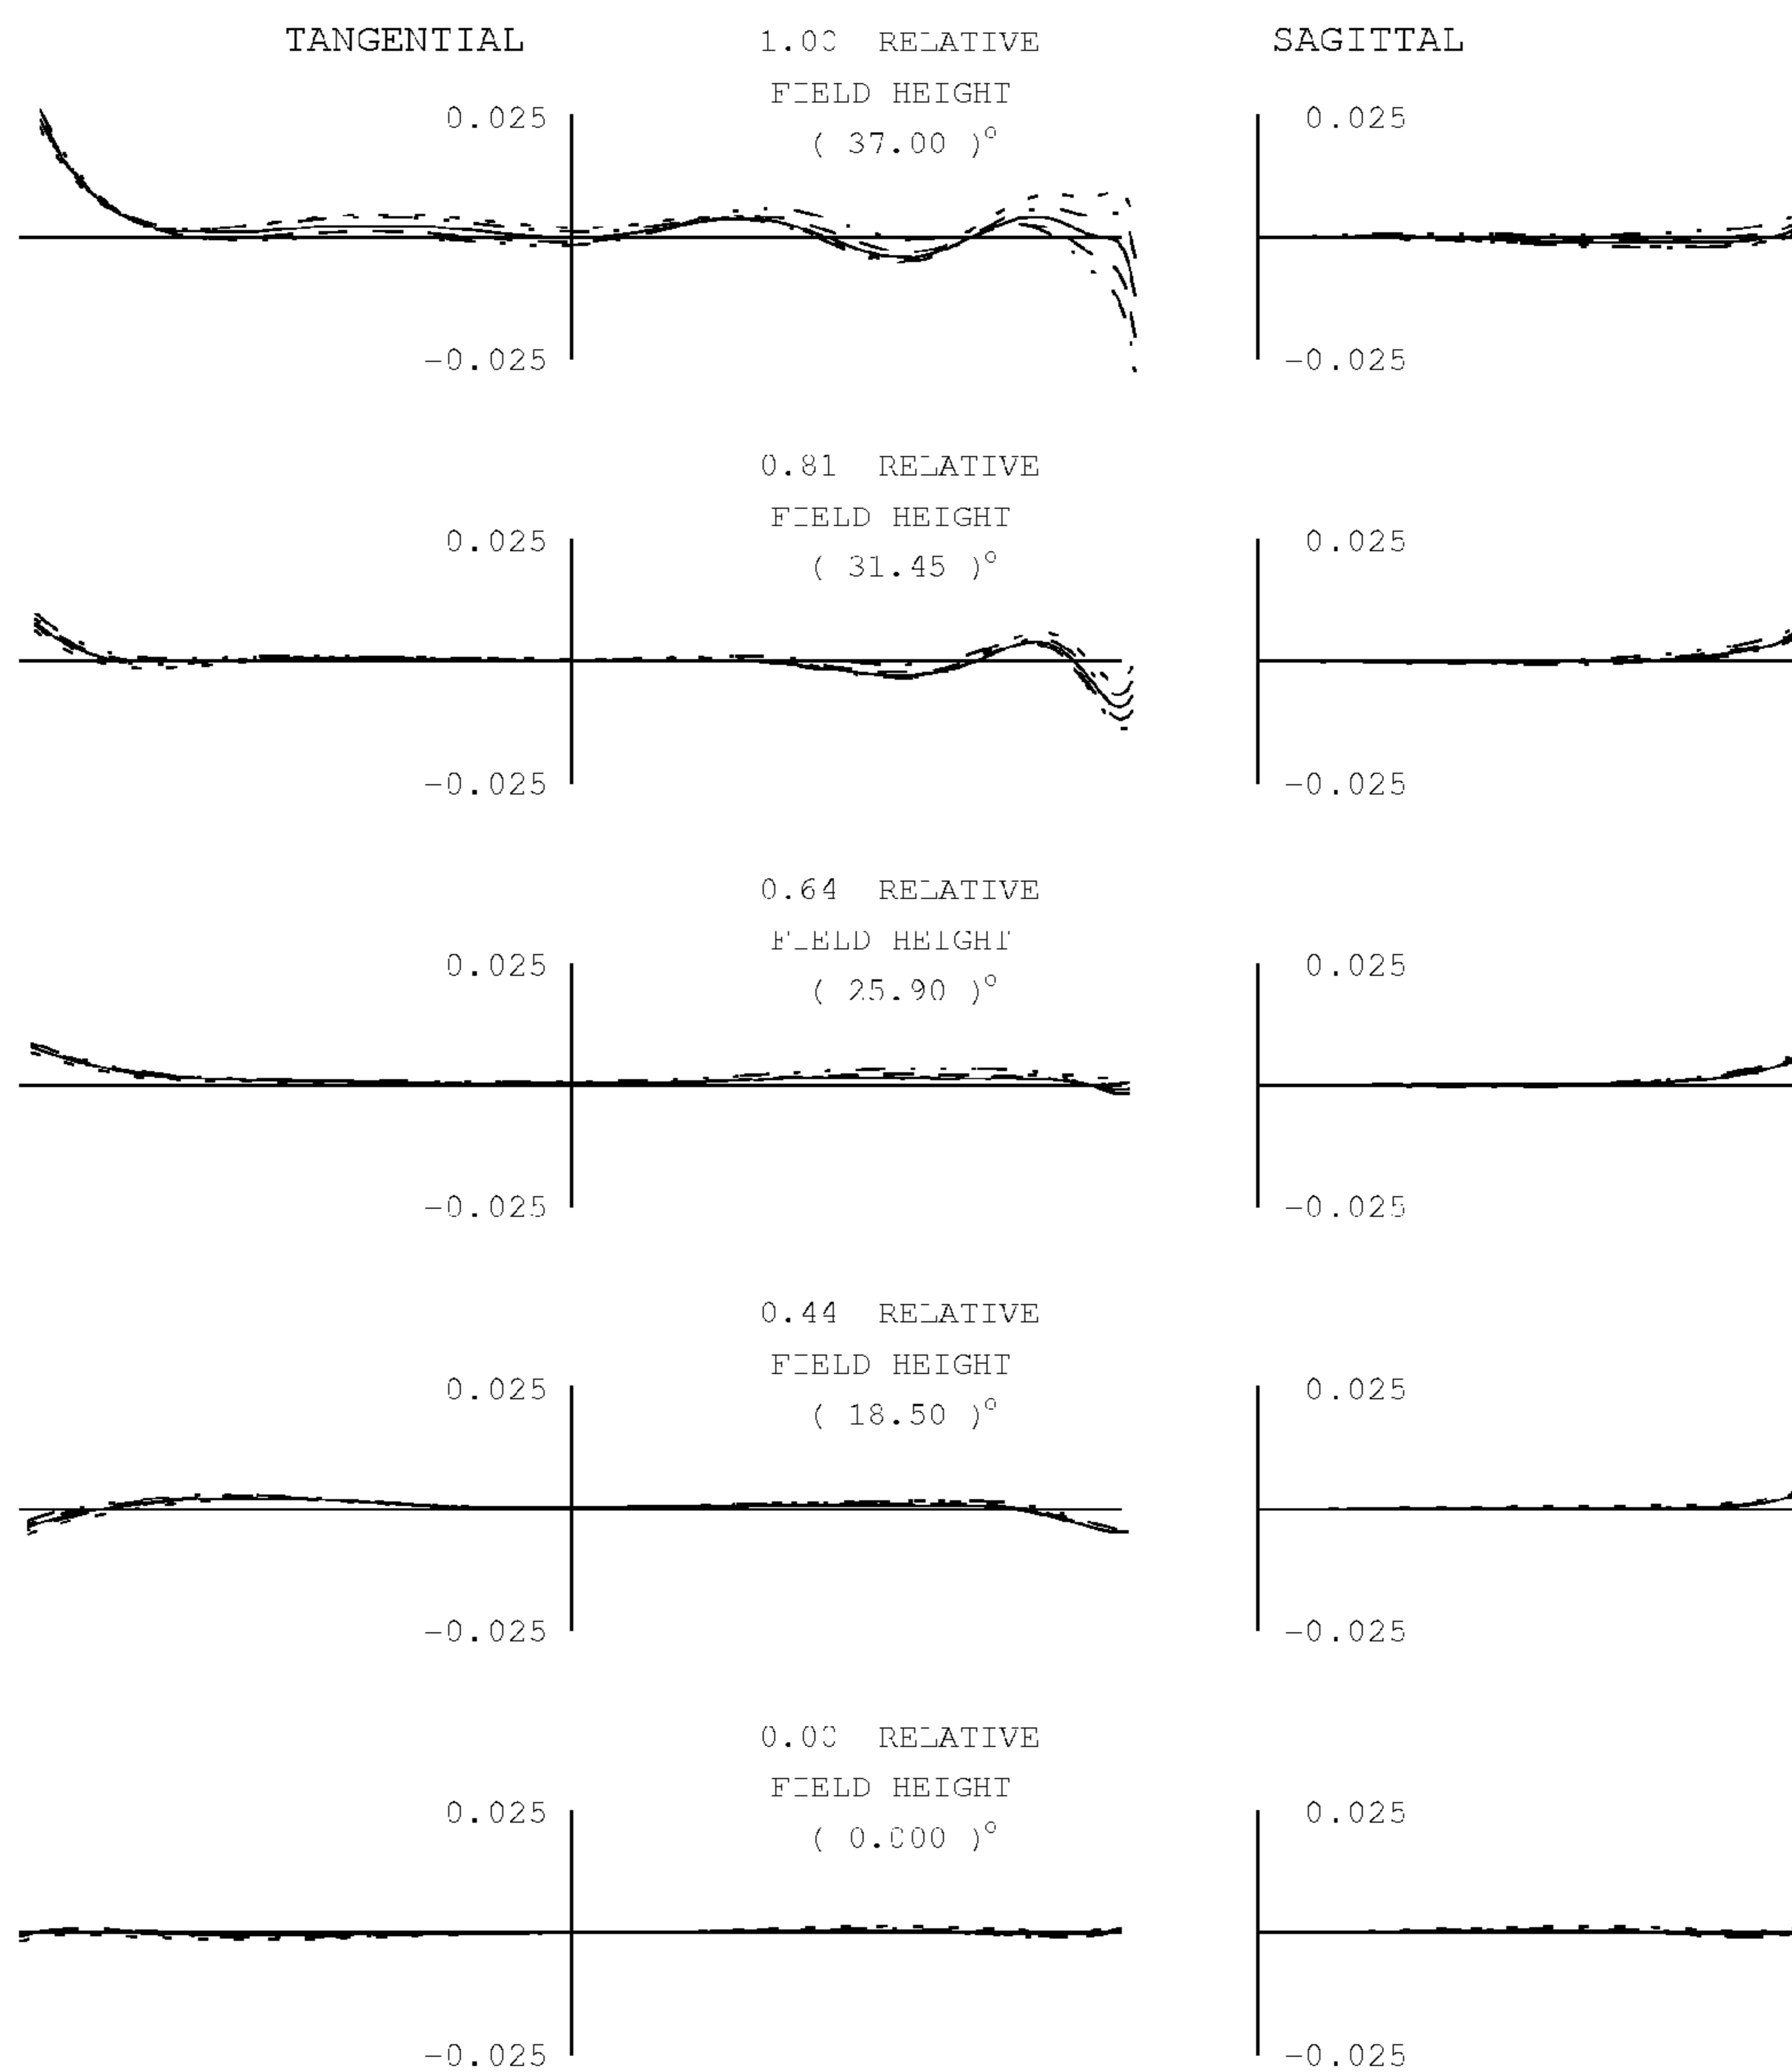 TANGENTIAL 1.00 RELATIVE SAGITTAL
FIELD HEIGHT
0.025 0.025
( 37.00 )°
-0.025 -0.025
0.81 RELATIVE
FIELD HEIGHT
0.025 0.025
( 31.45 )°
-0.025 -0.025
0.64 RELATIVE
FIELD HEIGHT
0.025 0.025
( 25.90 )°
-0.025 -0.025
0.44 RELATIVE
FIELD HEIGHT
0.025 0.025
( 18.50 )°
-0.025 -0.025
0.00 RELATIVE
FIELD HEIGHT
0.025 0.025
( 0.000 )°
-0.025 -0.025